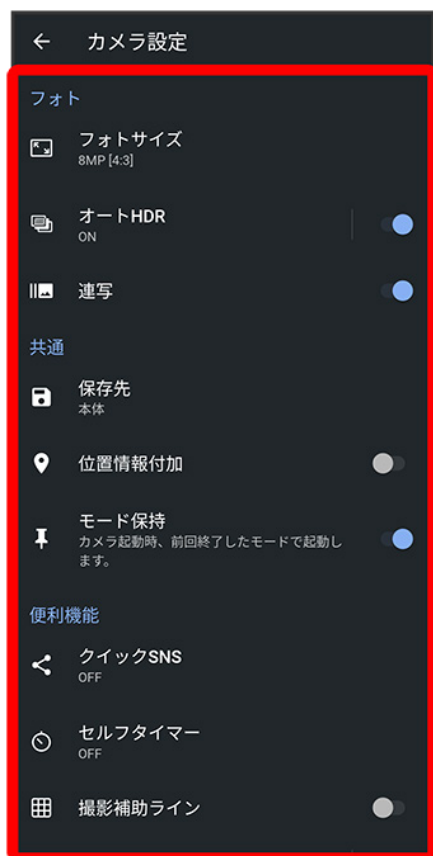 カメラ設定
フォト
フォトサイズ
8MP [4:3]
オートHDR
ON
連写
共通
保存先
本体
位置情報付加
モード保持
カメラ起動時、前回終了したモードで起動し
ます。
便利機能
クイックSNS
OFF
セルフタイマー
OFF
撮影補助ライン